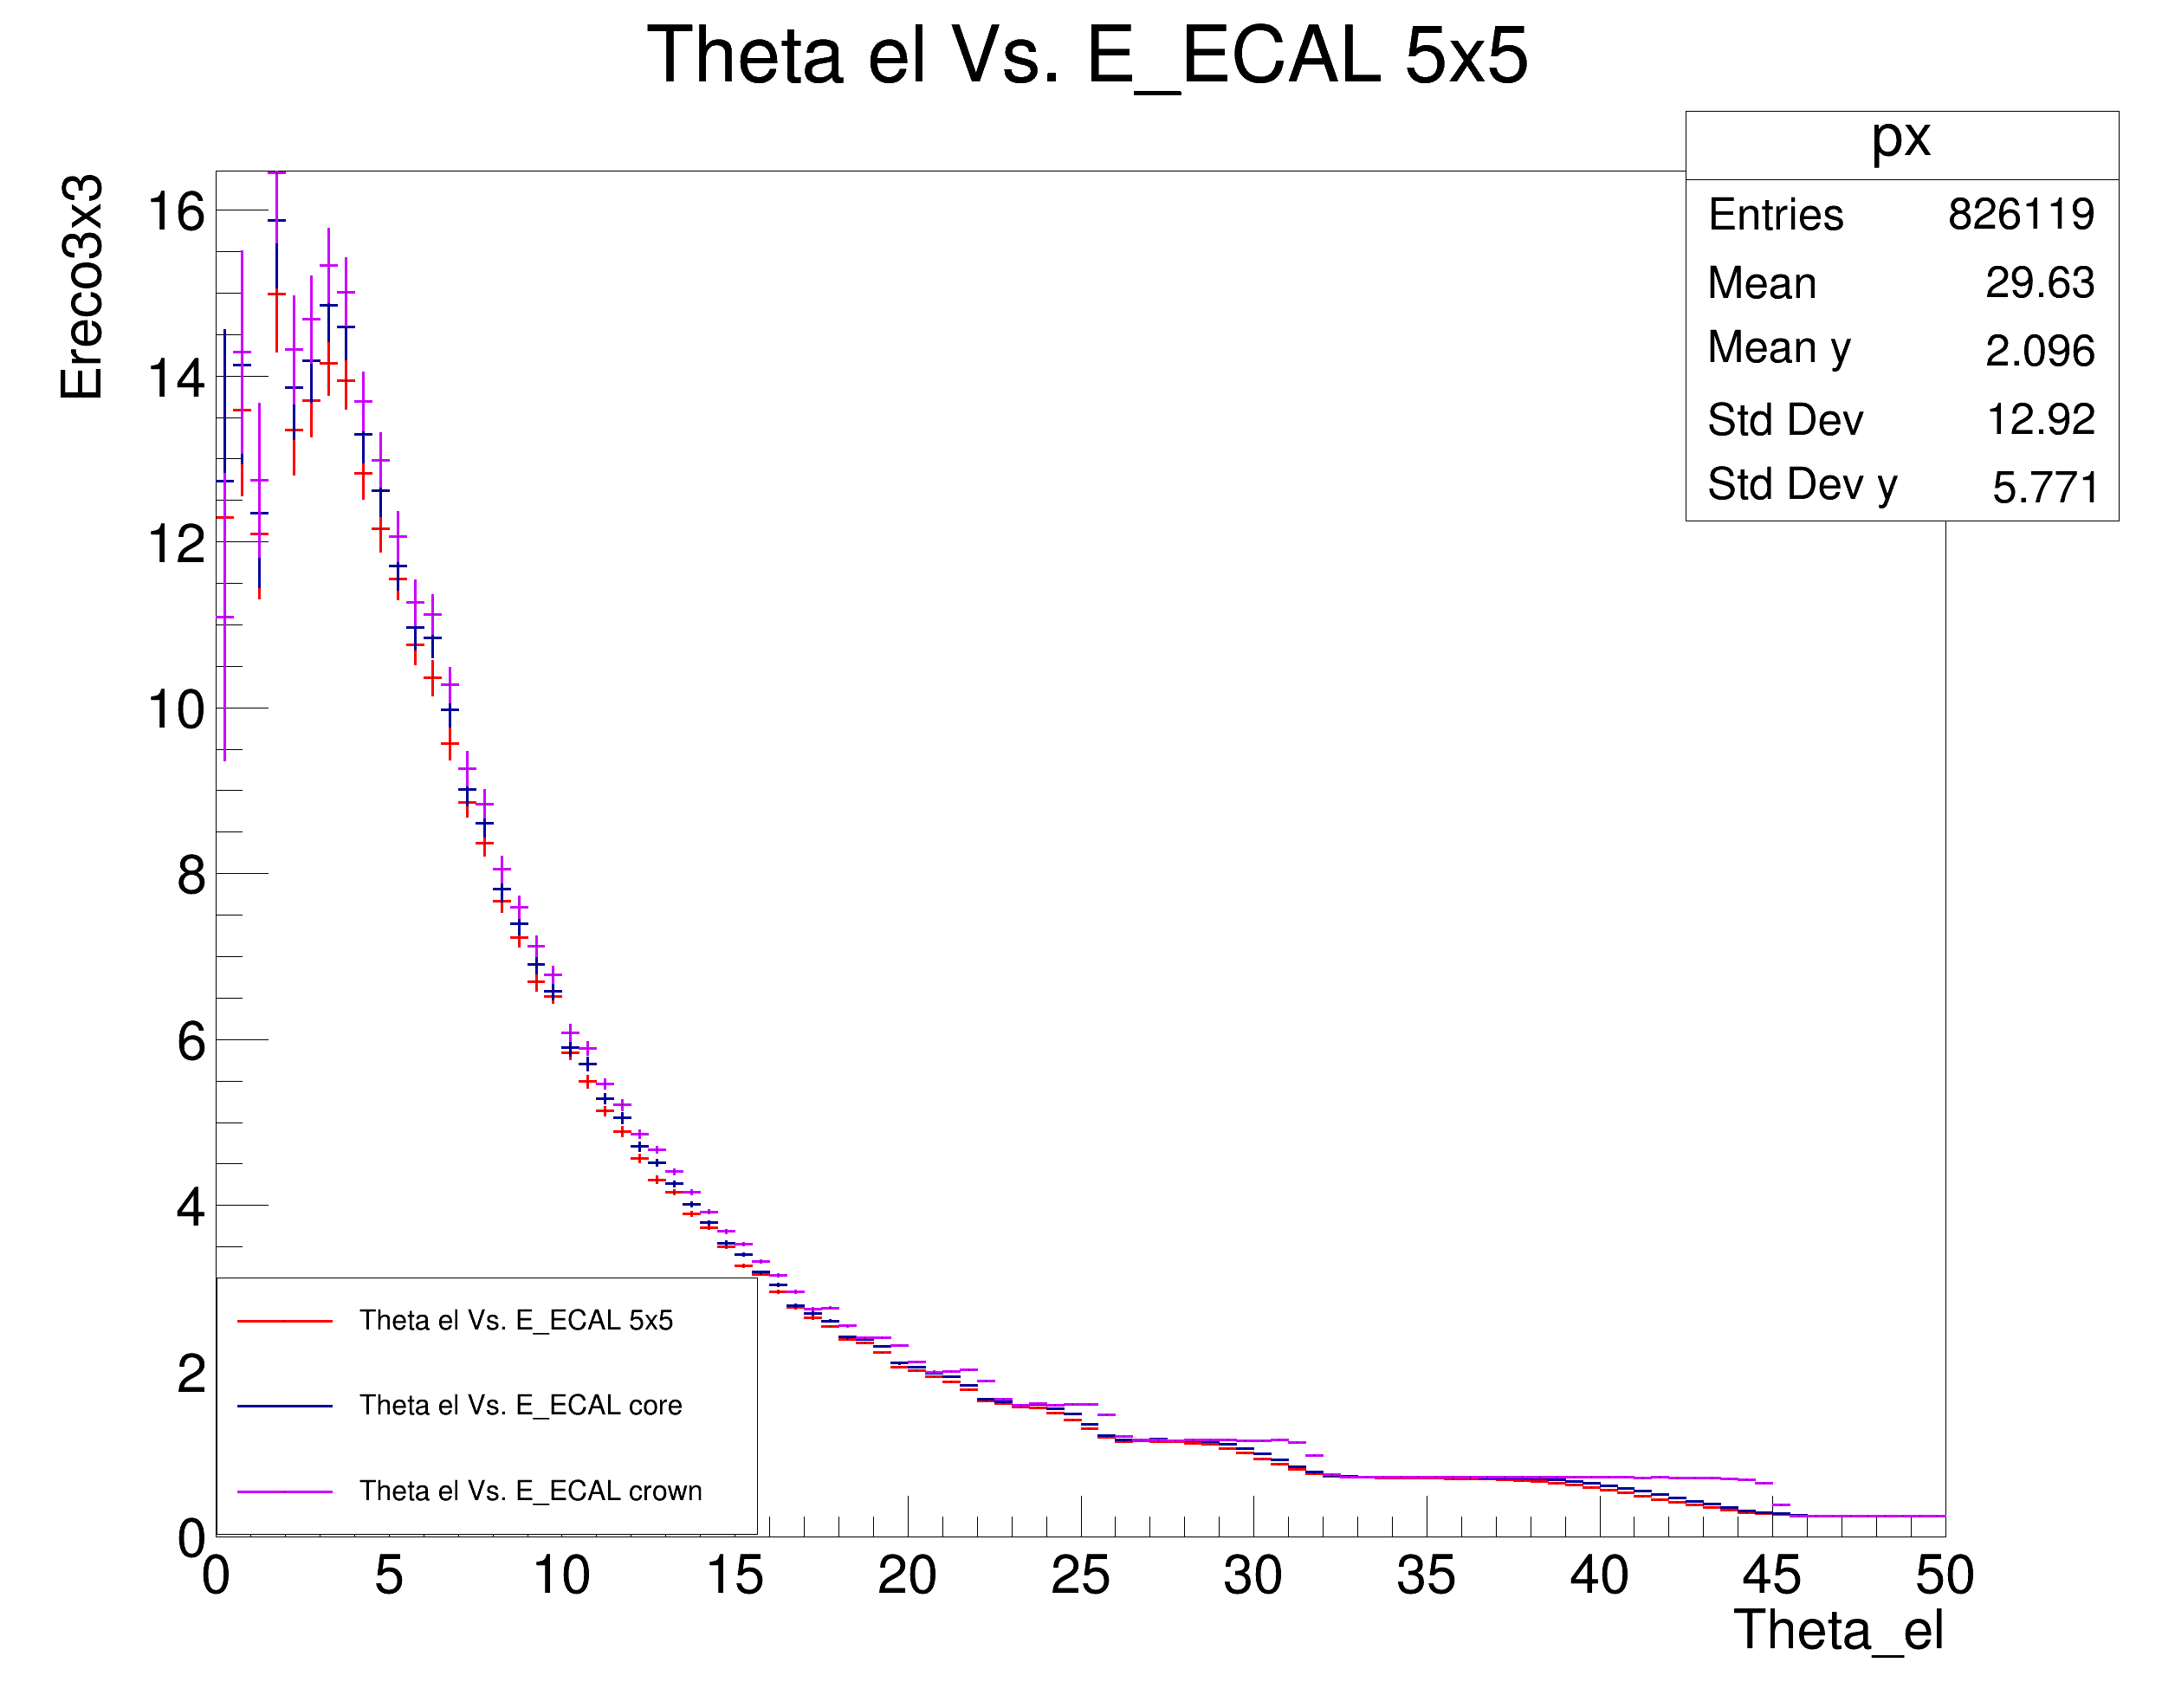 Theta el Vs. E_ECAL 5x5
px
Entries 826119
Mean 29.63
Mean y 2.096
Std Dev 12.92
Std Dev y 5.771
Ereco3x3
16
14
12
10
8
6
4
2
0
Theta el Vs. E_ECAL 5x5
Theta el Vs. E_ECAL core
Theta el Vs. E_ECAL crown
0 5 10 15 20 25 30 35 40 45 50
Theta_el